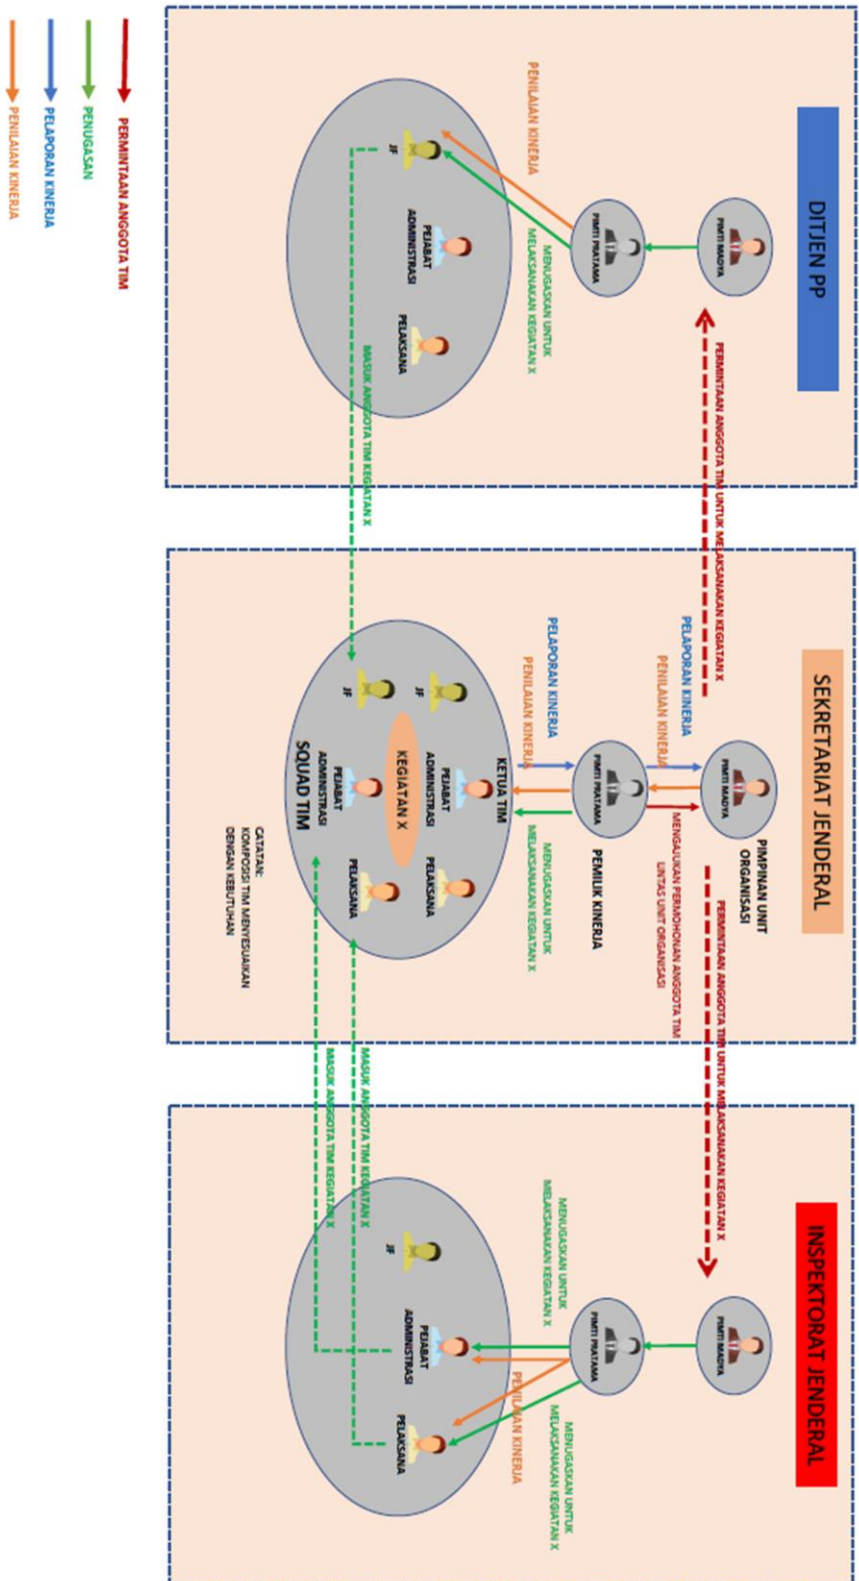 DITJEN PP
PIMTI MADYA
PIMTI PRATAMA
PENILAIAN KINERJA
MENUGASKAN UNTUK
MELAKSANAKAN KEGIATAN X
JF
PEJABAT
ADMINISTRASI
PELAKSANA
MASUK ANGGOTA TIM KEGIATAN X
PERMINTAAN ANGGOTA TIM UNTUK MELAKSANAKAN KEGIATAN X
SEKRETARIAT JENDERAL
PIMTI MADYA
PIMPINAN UNIT
ORGANISASI
PELAPORAN KINERJA
PENILAIAN KINERJA
MENGAJUKAN PERMOHONAN ANGGOTA TIM
LINTAS UNIT ORGANISASI
PIMTI PRATAMA
PEMILIK KINERJA
PELAPORAN KINERJA
PENILAIAN KINERJA
MENUGASKAN UNTUK
MELAKSANAKAN KEGIATAN X
KETUA TIM
JF
PEJABAT
ADMINISTRASI
PELAKSANA
KEGIATAN X
JF
PEJABAT
ADMINISTRASI
PELAKSANA
SQUAD TIM
CATATAN:
KOMPOSISI TIM MENYESUAIKAN
DENGAN KEBUTUHAN
PERMINTAAN ANGGOTA TIM UNTUK MELAKSANAKAN KEGIATAN X
MASUK ANGGOTA TIM KEGIATAN X
MASUK ANGGOTA TIM KEGIATAN X
INSPEKTORAT JENDERAL
PIMTI MADYA
PIMTI PRATAMA
MENUGASKAN UNTUK
MELAKSANAKAN KEGIATAN X
MENUGASKAN UNTUK
MELAKSANAKAN KEGIATAN X
PENILAIAN KINERJA
JF
PEJABAT
ADMINISTRASI
PELAKSANA
PERMINTAAN ANGGOTA TIM
PENUGASAN
PELAPORAN KINERJA
PENILAIAN KINERJA